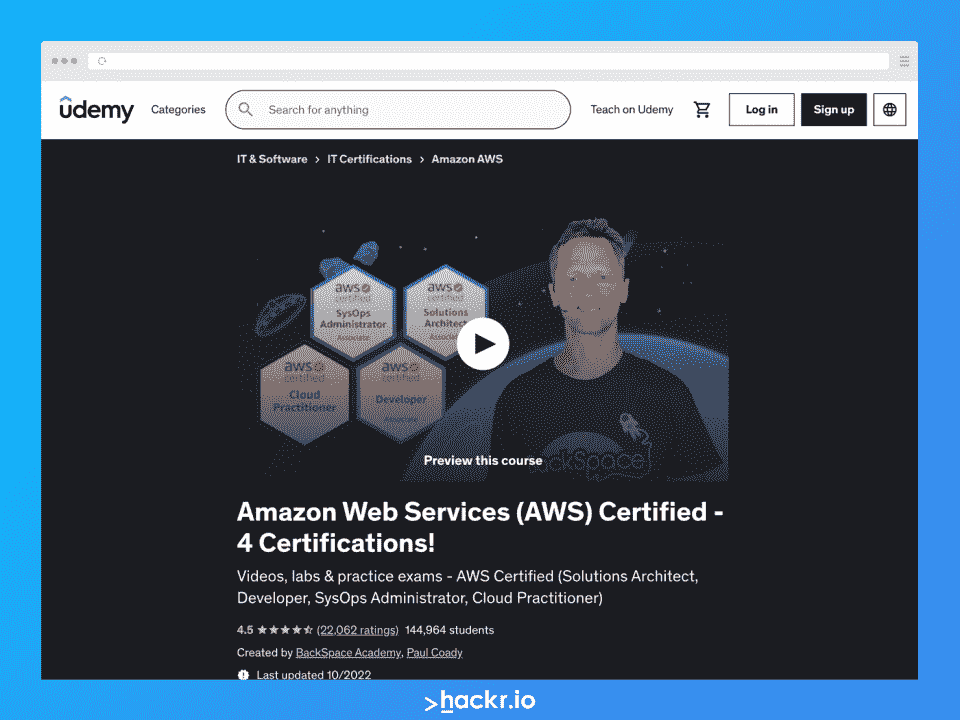 ûdemy
Categories
Search for anything
Teach on Udemy
Log in
Sign up
IT & Software > IT Certifications > Amazon AWS
aws
certified
SysOps
Administrator
Associate
aws
certified
Solutions
Architect
Associate
aws
certified
Cloud
Practitioner
aws
certified
Developer
Associate
Preview this course
ckSpace
Amazon Web Services (AWS) Certified -
4 Certifications!
Videos, labs & practice exams - AWS Certified (Solutions Architect,
Developer, SysOps Administrator, Cloud Practitioner)
4.5 (22,062 ratings) 144,964 students
Created by BackSpace Academy, Paul Coady
Last updated 10/2022
>hackr.io